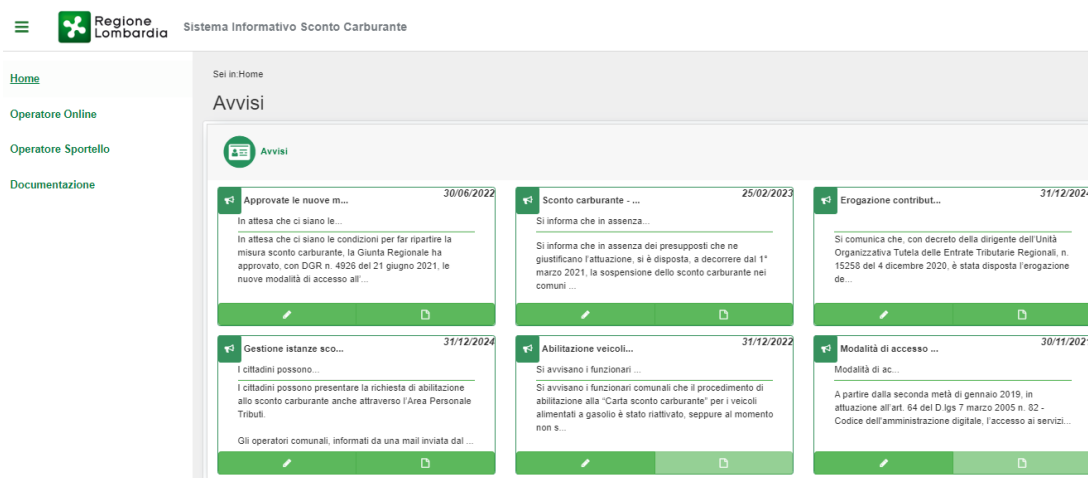 Regione
Lombardia
Sistema Informativo Sconto Carburante
Home
Operatore Online
Operatore Sportello
Documentazione
Sei in:Home
Avvisi
Avvisi
30/06/2022
Approvate le nuove m...
In attesa che ci siano le...
In attesa che ci siano le condizioni per far ripartire la
misura sconto carburante, la Giunta Regionale ha
approvato, con DGR n. 4926 del 21 giugno 2021, le
nuove modalità di accesso all'...
25/02/2023
Sconto carburante - ...
Si informa che in assenza...
Si informa che in assenza dei presupposti che ne
giustificano l'attuazione, si è disposta, a decorrere dal 1°
marzo 2021, la sospensione dello sconto carburante nei
comuni ...
31/12/2024
Erogazione contribut...
Si comunica che, con decreto della dirigente dell'Unità
Organizzativa Tutela delle Entrate Tributarie Regionali, n.
15258 del 4 dicembre 2020, è stata disposta l'erogazione
de...
31/12/2024
Gestione istanze sco...
I cittadini possono...
I cittadini possono presentare la richiesta di abilitazione
allo sconto carburante anche attraverso l'Area Personale
Tributi.
Gli operatori comunali, informati da una mail inviata dal ...
31/12/2022
Abilitazione veicoli...
Si avvisano i funzionari ...
Si avvisano i funzionari comunali che il procedimento di
abilitazione alla "Carta sconto carburante" per i veicoli
alimentati a gasolio è stato riattivato, seppure al momento
non s...
30/11/2021
Modalità di accesso ...
Modalità di ac...
A partire dalla seconda metà di gennaio 2019, in
attuazione all'art. 64 del D.lgs 7 marzo 2005 n. 82 -
Codice dell'amministrazione digitale, l'accesso ai servizi...